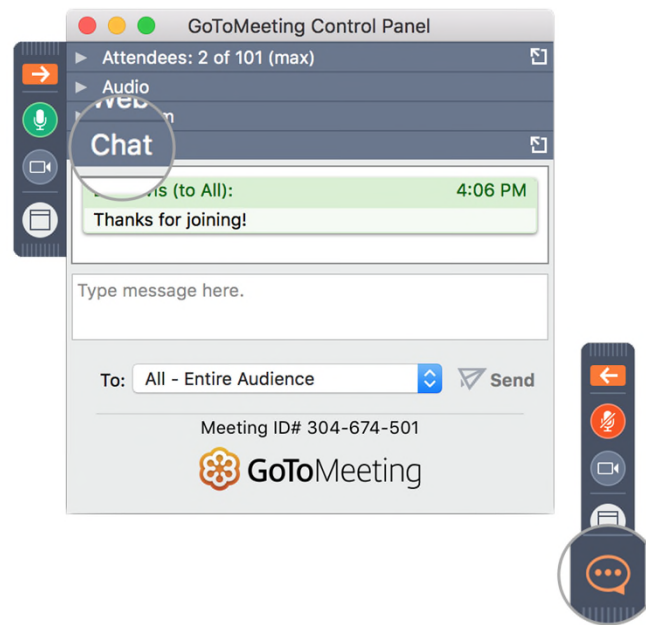 GoToMeeting Control Panel
Attendees: 2 of 101 (max)
Audio
Web
Chat
(to All): 4:06 PM
Thanks for joining!
Type message here.
To: All - Entire Audience Send
Meeting ID# 304-674-501
GoToMeeting